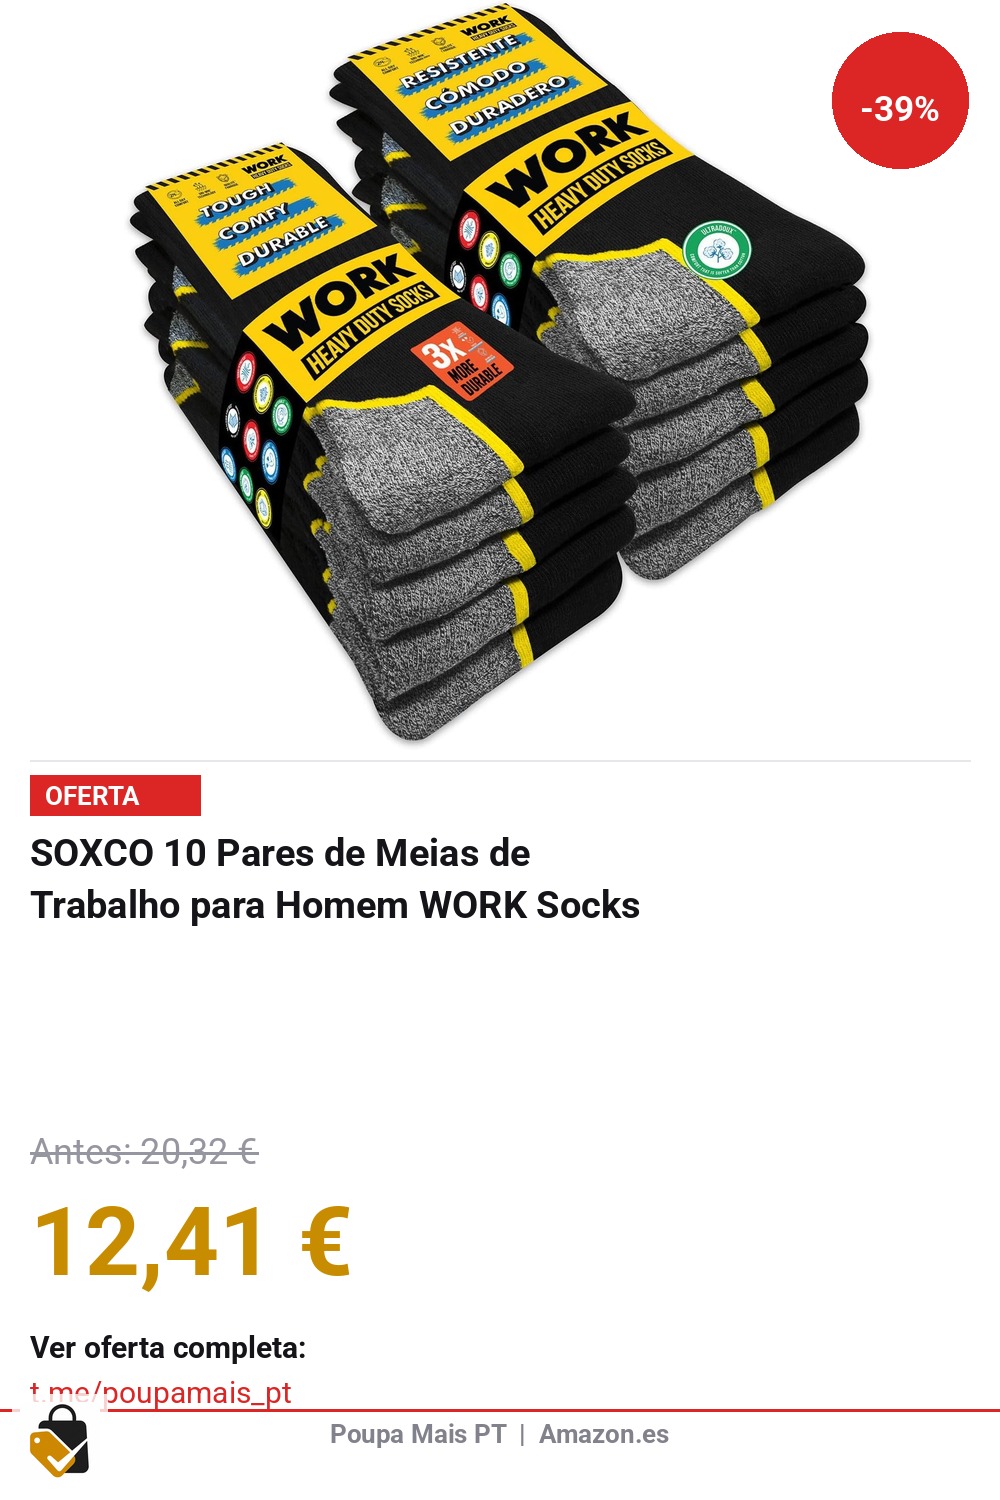 WORK
HEAVY DUTY SOCKS
RESISTENTE
CÓMODO
DURADERO
WORK
HEAVY DUTY SOCKS
ULTRADOUX
-39%
WORK
HEAVY DUTY SOCKS
TOUGH
COMFY
DURABLE
WORK
HEAVY DUTY SOCKS
3x
MORE
DURABLE
OFERTA
SOXCO 10 Pares de Meias de
Trabalho para Homem WORK Socks
Antes: 20,32 €
12,41 €
Ver oferta completa:
t.me/poupamais_pt
Poupa Mais PT | Amazon.es